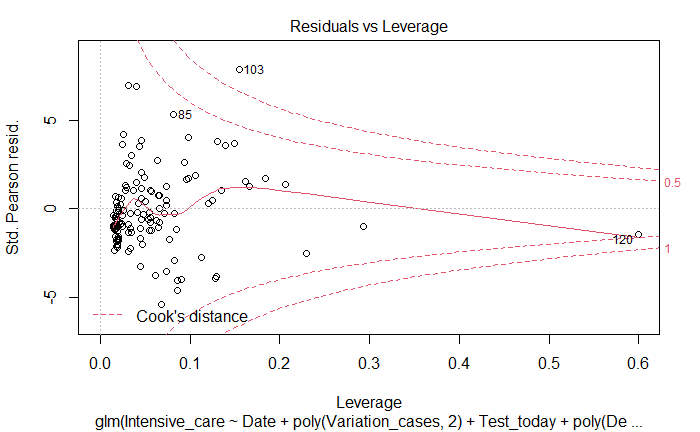 Residuals vs Leverage
Std. Pearson resid.
5
0
-5
103
85
120
0.5
1
Cook's distance
0.0 0.1 0.2 0.3 0.4 0.5 0.6
Leverage
glm(Intensive_care ~ Date + poly(Variation_cases, 2) + Test_today + poly(De ...